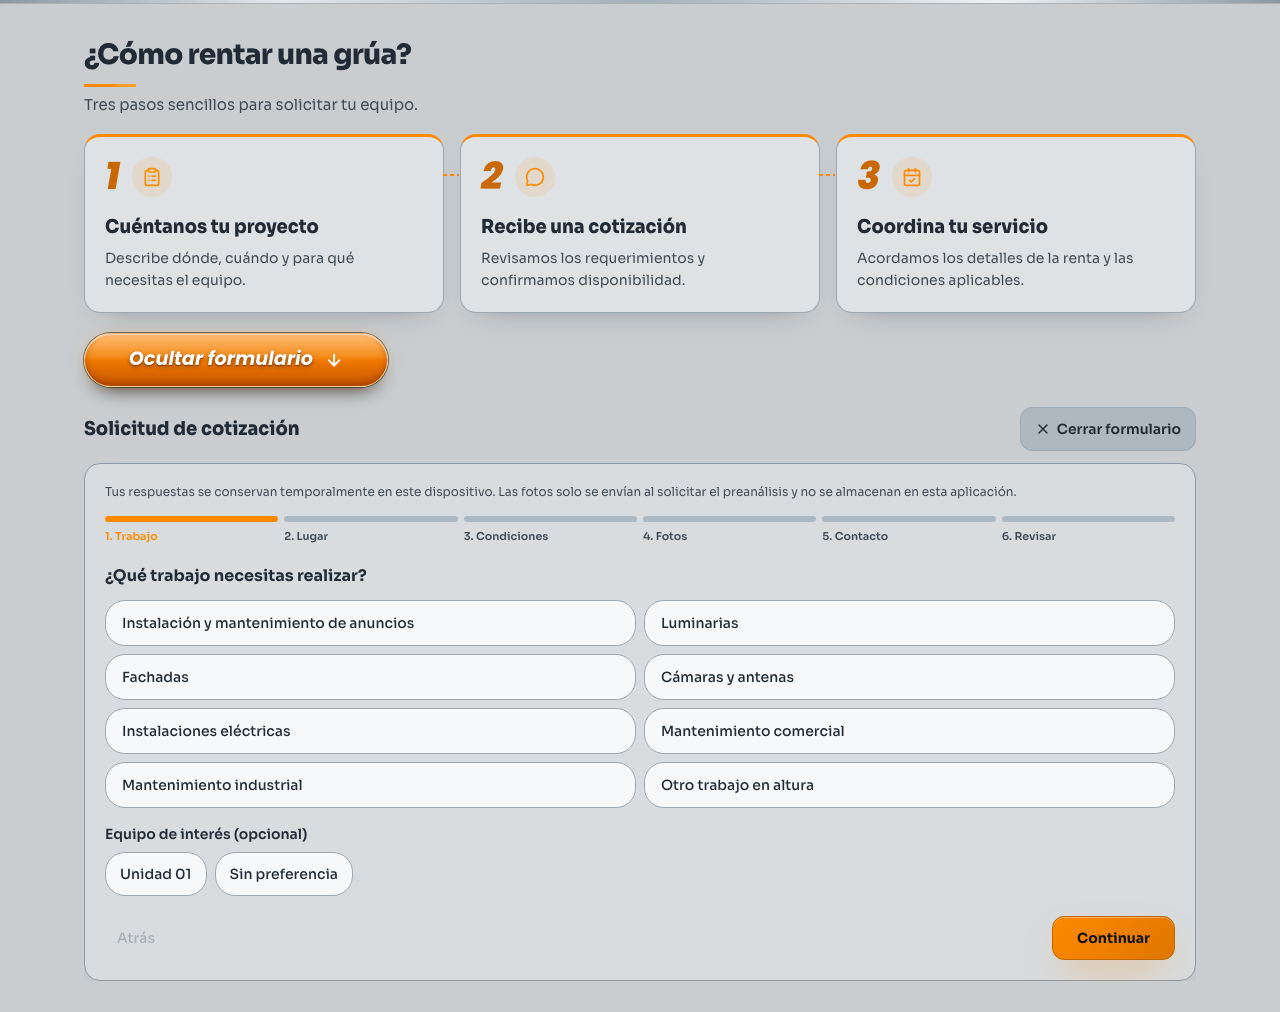 ¿Cómo rentar una grúa?
Tres pasos sencillos para solicitar tu equipo.
1
Cuéntanos tu proyecto
Describe dónde, cuándo y para qué
necesitas el equipo.
2
Recibe una cotización
Revisamos los requerimientos y
confirmamos disponibilidad.
3
Coordina tu servicio
Acordamos los detalles de la renta y las
condiciones aplicables.
Ocultar formulario
Solicitud de cotización
Cerrar formulario
Tus respuestas se conservan temporalmente en este dispositivo. Las fotos solo se envían al solicitar el preanálisis y no se almacenan en esta aplicación.
1. Trabajo
2. Lugar
3. Condiciones
4. Fotos
5. Contacto
6. Revisar
¿Qué trabajo necesitas realizar?
Instalación y mantenimiento de anuncios
Luminarias
Fachadas
Cámaras y antenas
Instalaciones eléctricas
Mantenimiento comercial
Mantenimiento industrial
Otro trabajo en altura
Equipo de interés (opcional)
Unidad 01
Sin preferencia
Atrás
Continuar